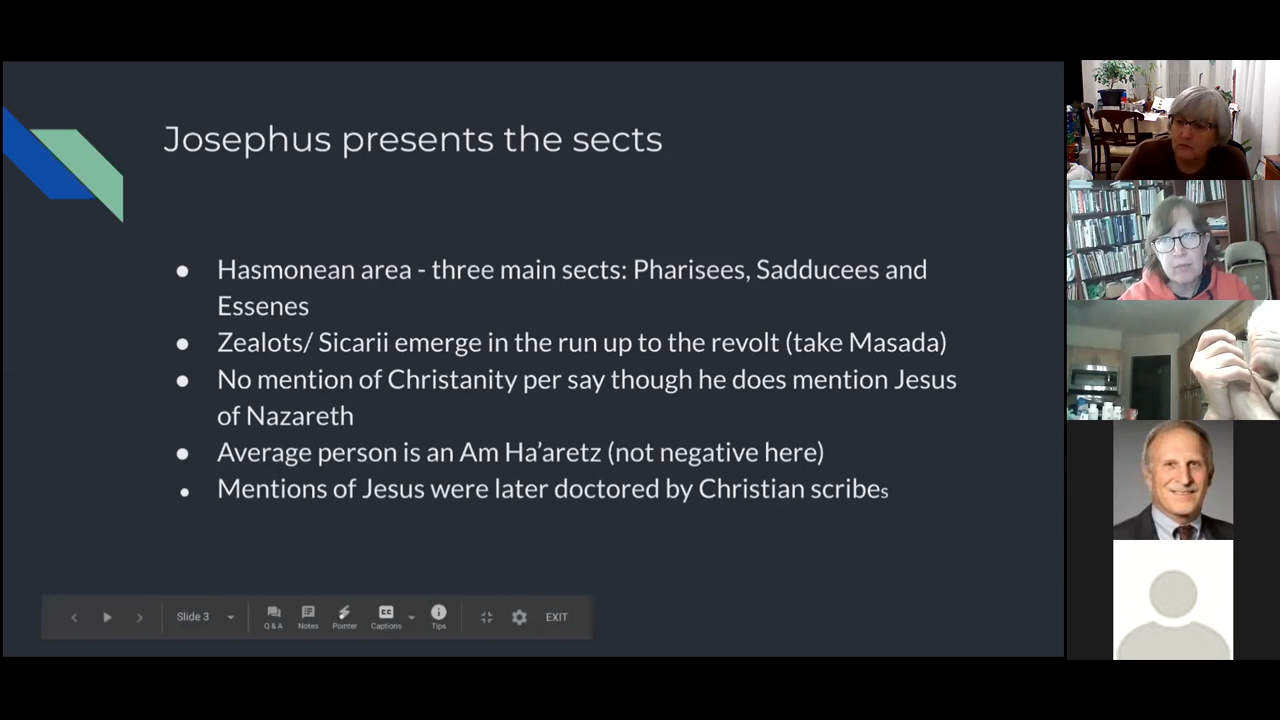 Josephus presents the sects
● Hasmonean area - three main sects: Pharisees, Sadducees and
Essenes
● Zealots/ Sicarii emerge in the run up to the revolt (take Masada)
● No mention of Christanity per say though he does mention Jesus
of Nazareth
● Average person is an Am Ha’aretz (not negative here)
● Mentions of Jesus were later doctored by Christian scribes
Slide 3 Q & A Notes Pointer Captions Tips EXIT